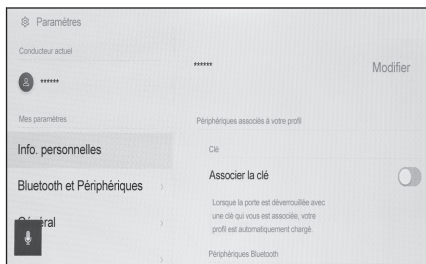 Paramètres
Conducteur actuel
******
Mes paramètres
Info. personnelles
Bluetooth et Périphériques
Général
******
Modifier
Périphériques associés à votre profil
Clé
Associer la clé
Lorsque la porte est déverrouillée avec
une clé qui vous est associée, votre
profil est automatiquement chargé.
Périphériques Bluetooth